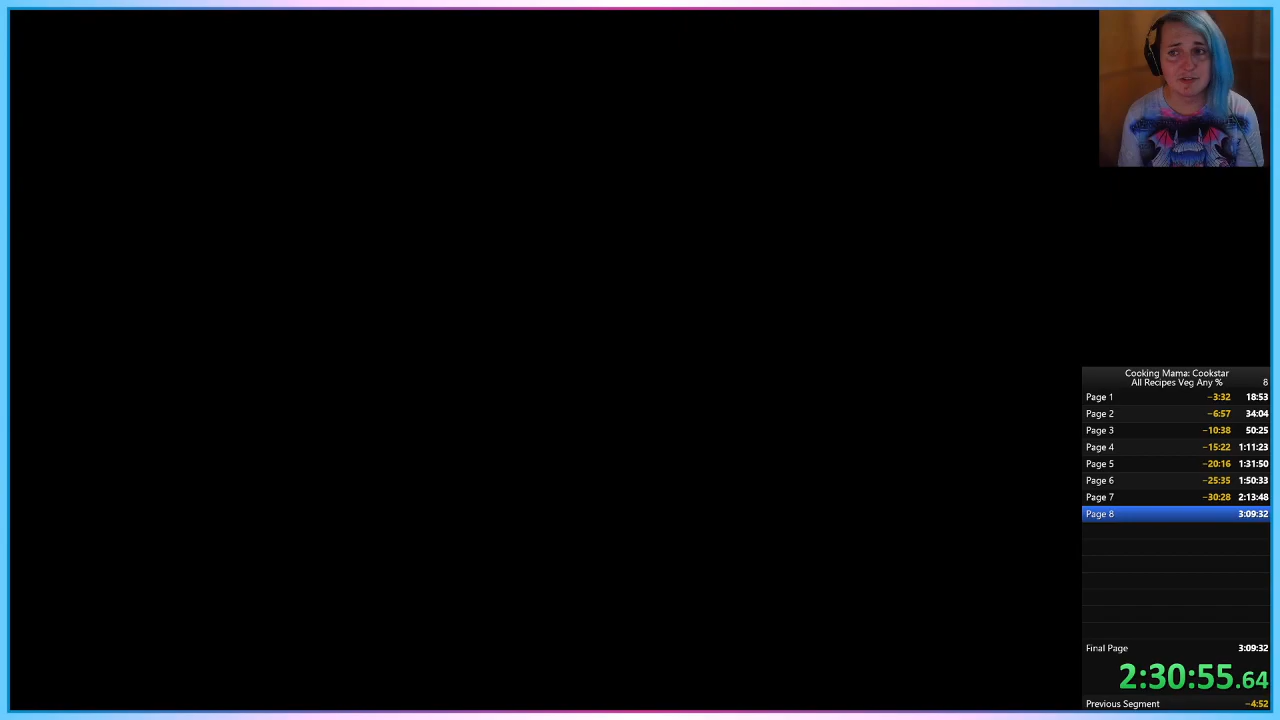 Cooking Mama: Cookstar
All Recipes Veg Any % 8
Page 1 −3:32 18:53
Page 2 −6:57 34:04
Page 3 −10:38 50:25
Page 4 −15:22 1:11:23
Page 5 −20:16 1:31:50
Page 6 −25:35 1:50:33
Page 7 −30:28 2:13:48
Page 8 3:09:32
Final Page 3:09:32
2:30:55.64
Previous Segment −4:52